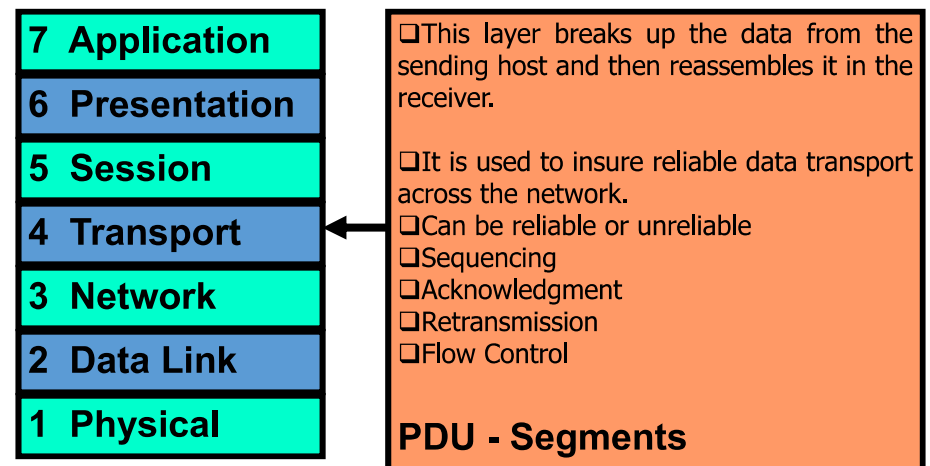 7 Application
6 Presentation
5 Session
4 Transport
3 Network
2 Data Link
1 Physical
❑This layer breaks up the data from the
sending host and then reassembles it in the
receiver.
❑It is used to insure reliable data transport
across the network.
❑Can be reliable or unreliable
❑Sequencing
❑Acknowledgment
❑Retransmission
❑Flow Control
PDU - Segments